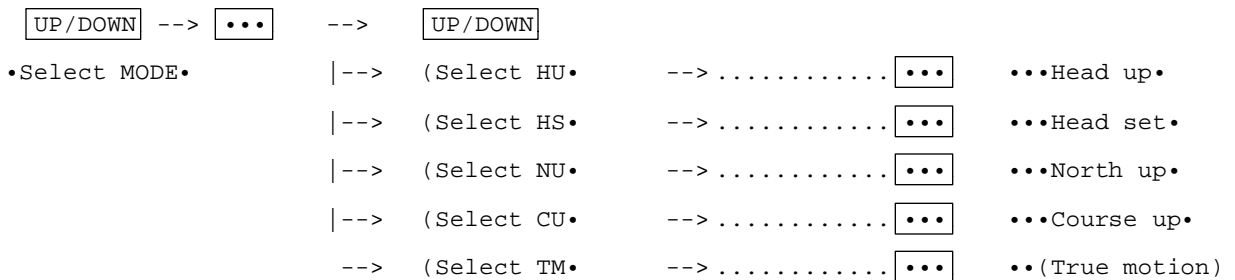 UP/DOWN --> ••• --> UP/DOWN
•Select MODE• |--> (Select HU• -->............ ••• •••Head up•
|--> (Select HS• -->............ ••• •••Head set•
|--> (Select NU• -->............ ••• •••North up•
|--> (Select CU• -->............ ••• •••Course up•
--> (Select TM• -->............ ••• ••(True motion)